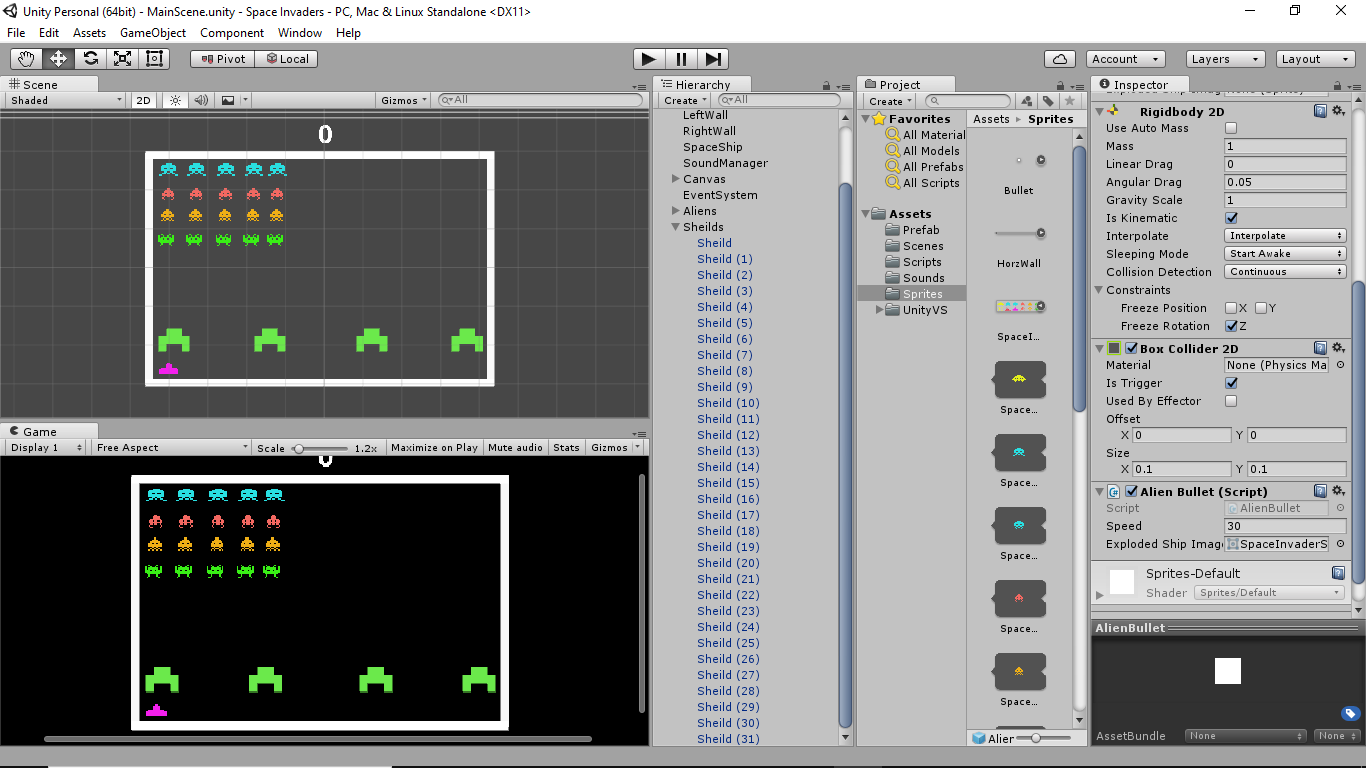 Unity Personal (64bit) - MainScene.unity - Space Invaders - PC, Mac & Linux Standalone <DX11>
File Edit Assets GameObject Component Window Help
Pivot Local Account Layers Layout
Scene
Shaded 2D Gizmos All
0
Game
Display 1 Free Aspect Scale 1.2x Maximize on Play Mute audio Stats Gizmos
0
Hierarchy
Create All
LeftWall
RightWall
SpaceShip
SoundManager
Canvas
EventSystem
Aliens
Sheilds
Sheild
Sheild (1)
Sheild (2)
Sheild (3)
Sheild (4)
Sheild (5)
Sheild (6)
Sheild (7)
Sheild (8)
Sheild (9)
Sheild (10)
Sheild (11)
Sheild (12)
Sheild (13)
Sheild (14)
Sheild (15)
Sheild (16)
Sheild (17)
Sheild (18)
Sheild (19)
Sheild (20)
Sheild (21)
Sheild (22)
Sheild (23)
Sheild (24)
Sheild (25)
Sheild (26)
Sheild (27)
Sheild (28)
Sheild (29)
Sheild (30)
Sheild (31)
Project
Create
Favorites
All Material
All Models
All Prefabs
All Scripts
Assets
Prefab
Scenes
Scripts
Sounds
Sprites
UnityVS
Assets Sprites
Bullet
HorzWall
SpaceI...
Space...
Space...
Space...
Space...
Space...
Alier
Inspector
Rigidbody 2D
Use Auto Mass
Mass 1
Linear Drag 0
Angular Drag 0.05
Gravity Scale 1
Is Kinematic
Interpolate Interpolate
Sleeping Mode Start Awake
Collision Detection Continuous
Constraints
Freeze Position X Y
Freeze Rotation Z
Box Collider 2D
Material None (Physics Ma
Is Trigger
Used By Effector
Offset
X 0 Y 0
Size
X 0.1 Y 0.1
Alien Bullet (Script)
Script AlienBullet
Speed 30
Exploded Ship Imag SpaceInvaderS
Sprites-Default
Shader Sprites/Default
AlienBullet
AssetBundle None None